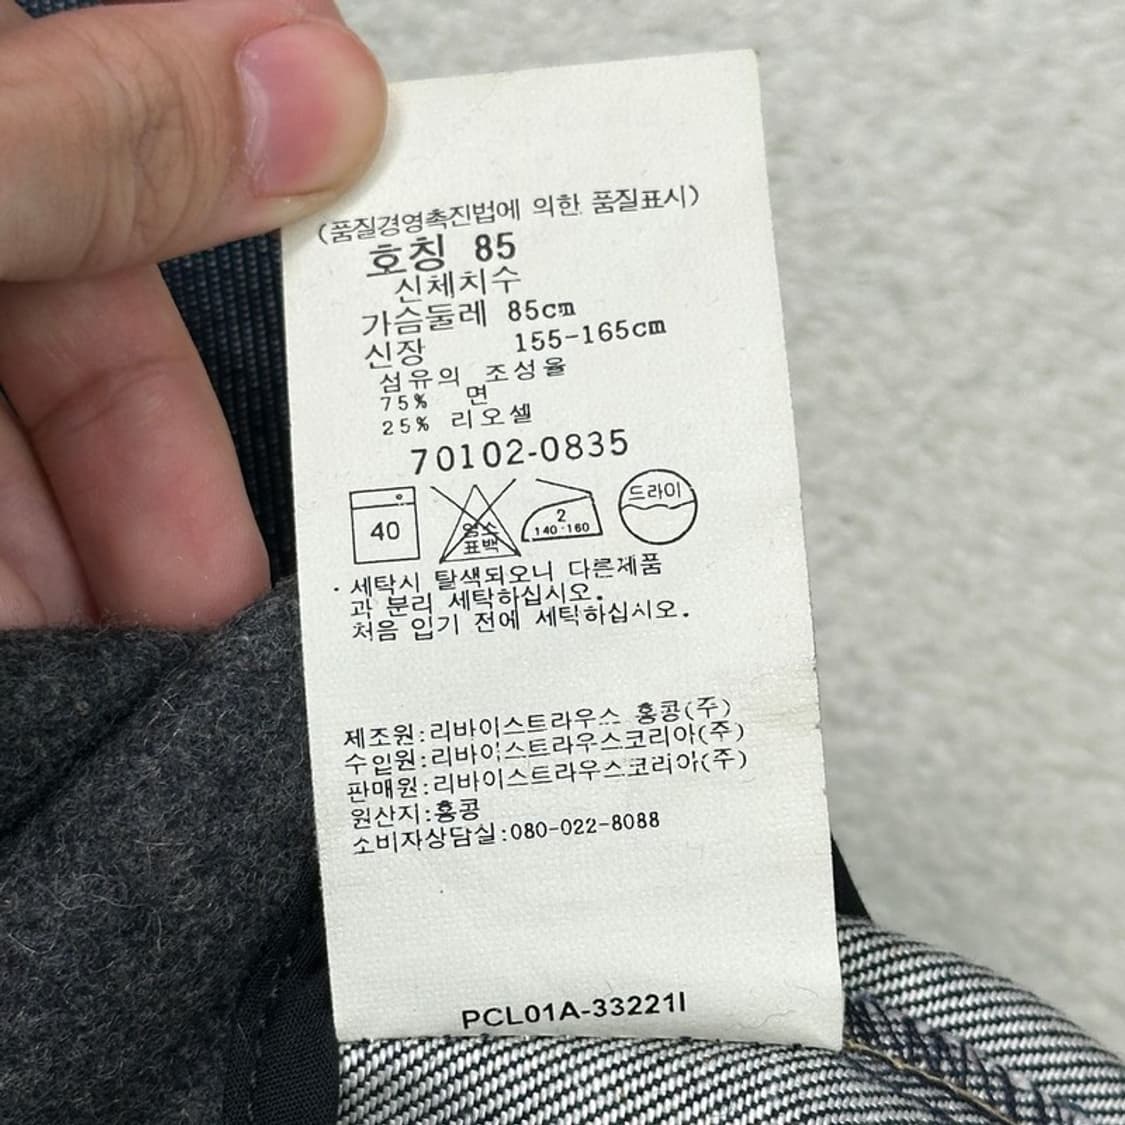 (품질경영촉진법에 의한 품질표시)
호칭 85
신체치수
가슴둘레 85cm
신장 155-165cm
섬유의 조성율
75% 면
25% 리오셀
70102-0835
40
염소
표백
2
140·160
드라이
· 세탁시 탈색되오니 다른제품
과 분리 세탁하십시오.
처음 입기 전에 세탁하십시오.
제조원:리바이스트라우스 홍콩(주)
수입원:리바이스트라우스코리아(주)
판매원:리바이스트라우스코리아(주)
원산지:홍콩
소비자상담실:080-022-8088
PCL01A-33221I